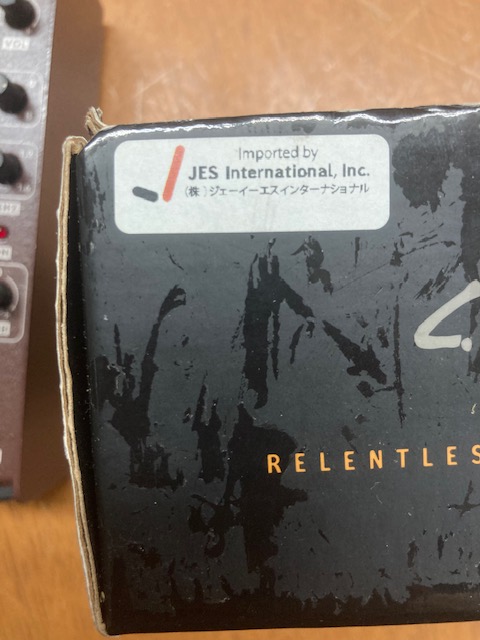 VOL
Imported by
JES International, Inc.
(株)ジェーイーエスインターナショナル
RELENTLES